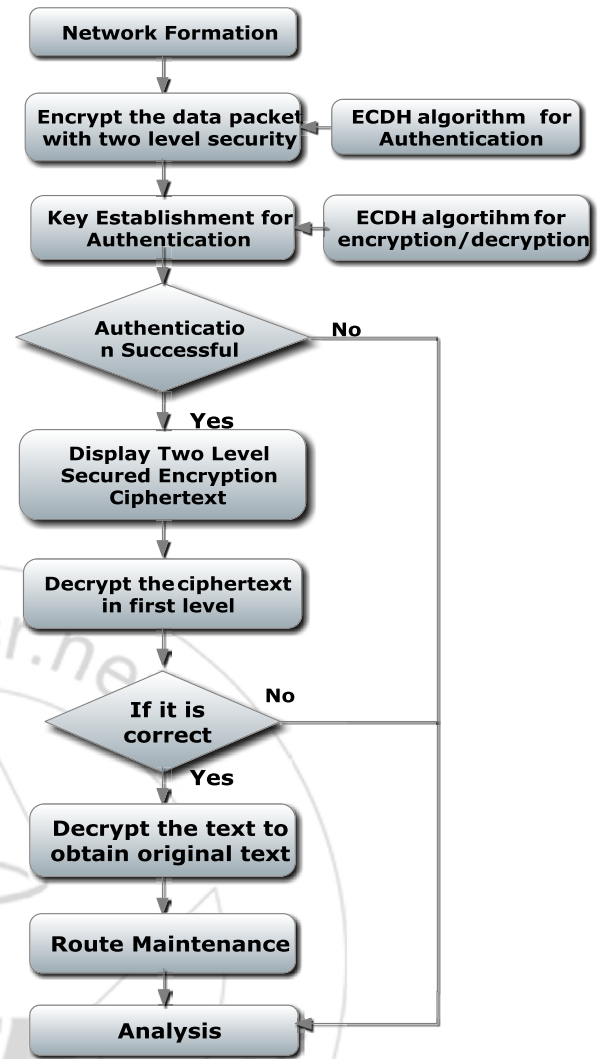 Network Formation
Encrypt the data packet
with two level security
ECDH algorithm for
Authentication
Key Establishment for
Authentication
ECDH algortihm for
encryption/decryption
Authenticatio
n Successful
No
Yes
Display Two Level
Secured Encryption
Ciphertext
Decrypt the ciphertext
in first level
r.ne
If it is
correct
No
Yes
Decrypt the text to
obtain original text
Route Maintenance
Analysis